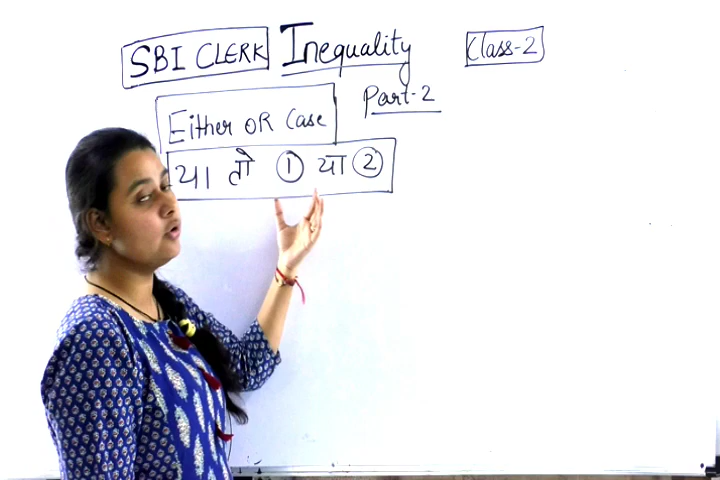 SBI CLERK Inequality Class-2
Part-2
Either OR Case
या तो ① या ②